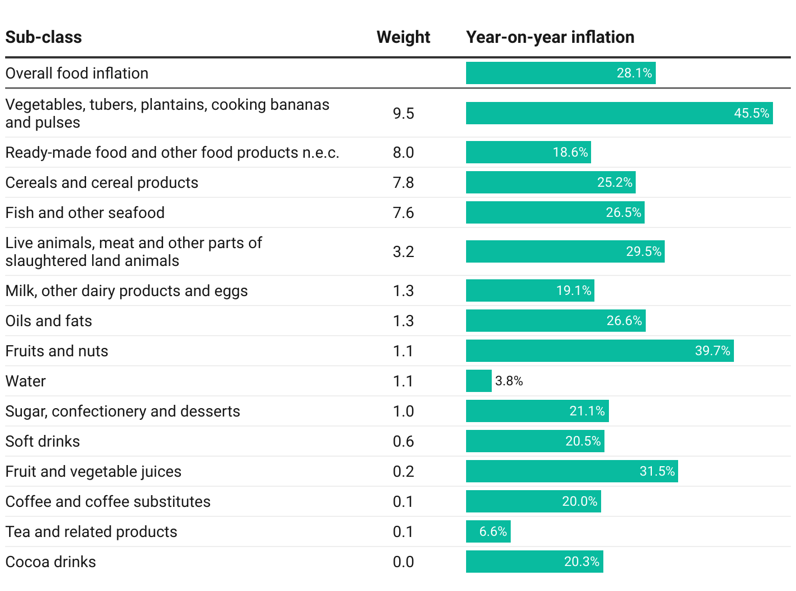 Sub-class Weight Year-on-year inflation
Overall food inflation 28.1%
Vegetables, tubers, plantains, cooking bananas
and pulses 9.5 45.5%
Ready-made food and other food products n.e.c. 8.0 18.6%
Cereals and cereal products 7.8 25.2%
Fish and other seafood 7.6 26.5%
Live animals, meat and other parts of
slaughtered land animals 3.2 29.5%
Milk, other dairy products and eggs 1.3 19.1%
Oils and fats 1.3 26.6%
Fruits and nuts 1.1 39.7%
Water 1.1 3.8%
Sugar, confectionery and desserts 1.0 21.1%
Soft drinks 0.6 20.5%
Fruit and vegetable juices 0.2 31.5%
Coffee and coffee substitutes 0.1 20.0%
Tea and related products 0.1 6.6%
Cocoa drinks 0.0 20.3%